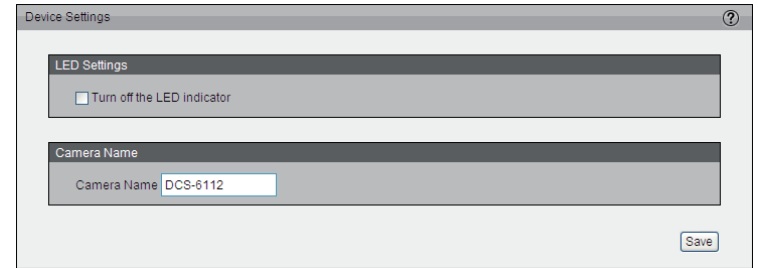 Device Settings ?
LED Settings
Turn off the LED indicator
Camera Name
Camera Name DCS-6112
Save